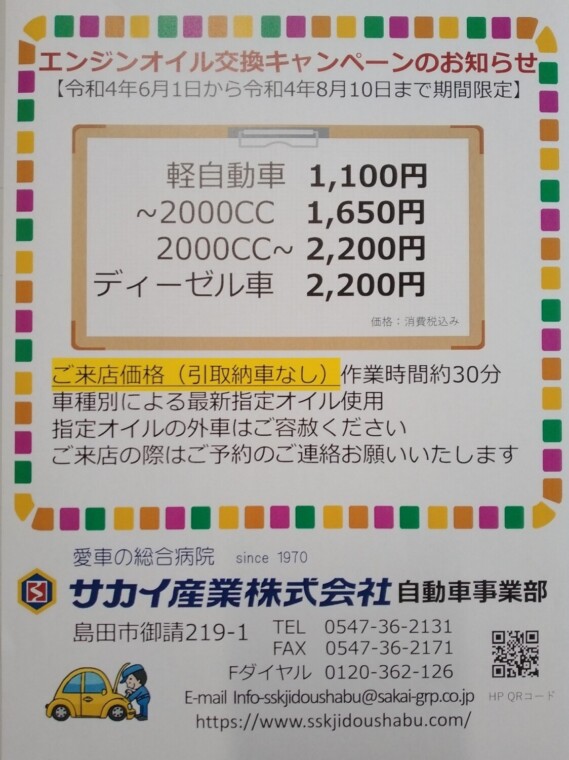 エンジンオイル交換キャンペーンのお知らせ
【令和4年6月1日から令和4年8月10日まで期間限定】
軽自動車 1,100円
~2000CC 1,650円
2000CC~ 2,200円
ディーゼル車 2,200円
価格：消費税込み
ご来店価格（引取納車なし）作業時間約30分
車種別による最新指定オイル使用
指定オイルの外車はご容赦ください
ご来店の際はご予約のご連絡お願いいたします
愛車の総合病院 since 1970
サカイ産業株式会社 自動車事業部
島田市御請219-1 TEL 0547-36-2131
FAX 0547-36-2171
Fダイヤル 0120-362-126
E-mail Info-sskjidoushabu@sakai-grp.co.jp
HP QRコード
https://www.sskjidoushabu.com/